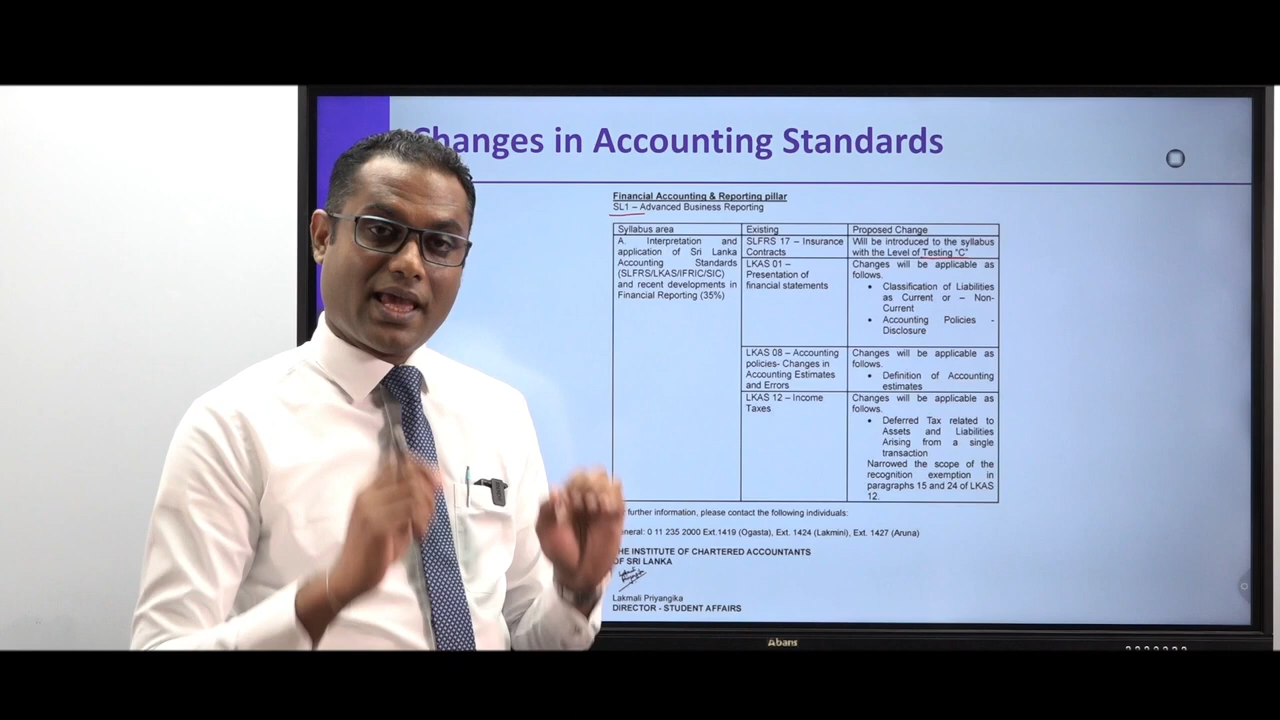 Changes in Accounting Standards
Financial Accounting & Reporting pillar
SL1 – Advanced Business Reporting
Syllabus area
Existing
Proposed Change
A. Interpretation and
application of Sri Lanka
Accounting Standards
(SLFRS/LKAS/IFRIC/SIC)
and recent developments in
Financial Reporting (35%)
SLFRS 17 – Insurance
Contracts
Will be introduced to the syllabus
with the Level of Testing "C"
LKAS 01 –
Presentation of
financial statements
Changes will be applicable as
follows.
• Classification of Liabilities
as Current or – Non-
Current
• Accounting Policies -
Disclosure
LKAS 08 – Accounting
policies- Changes in
Accounting Estimates
and Errors
Changes will be applicable as
follows.
• Definition of Accounting
estimates
LKAS 12 – Income
Taxes
Changes will be applicable as
follows.
• Deferred Tax related to
Assets and Liabilities
Arising from a single
transaction
Narrowed the scope of the
recognition exemption in
paragraphs 15 and 24 of LKAS
12.
further information, please contact the following individuals:
eneral: 0 11 235 2000 Ext.1419 (Ogasta), Ext. 1424 (Lakmini), Ext. 1427 (Aruna)
THE INSTITUTE OF CHARTERED ACCOUNTANTS
OF SRI LANKA
Lakmali Priyangika
DIRECTOR - STUDENT AFFAIRS
Abans